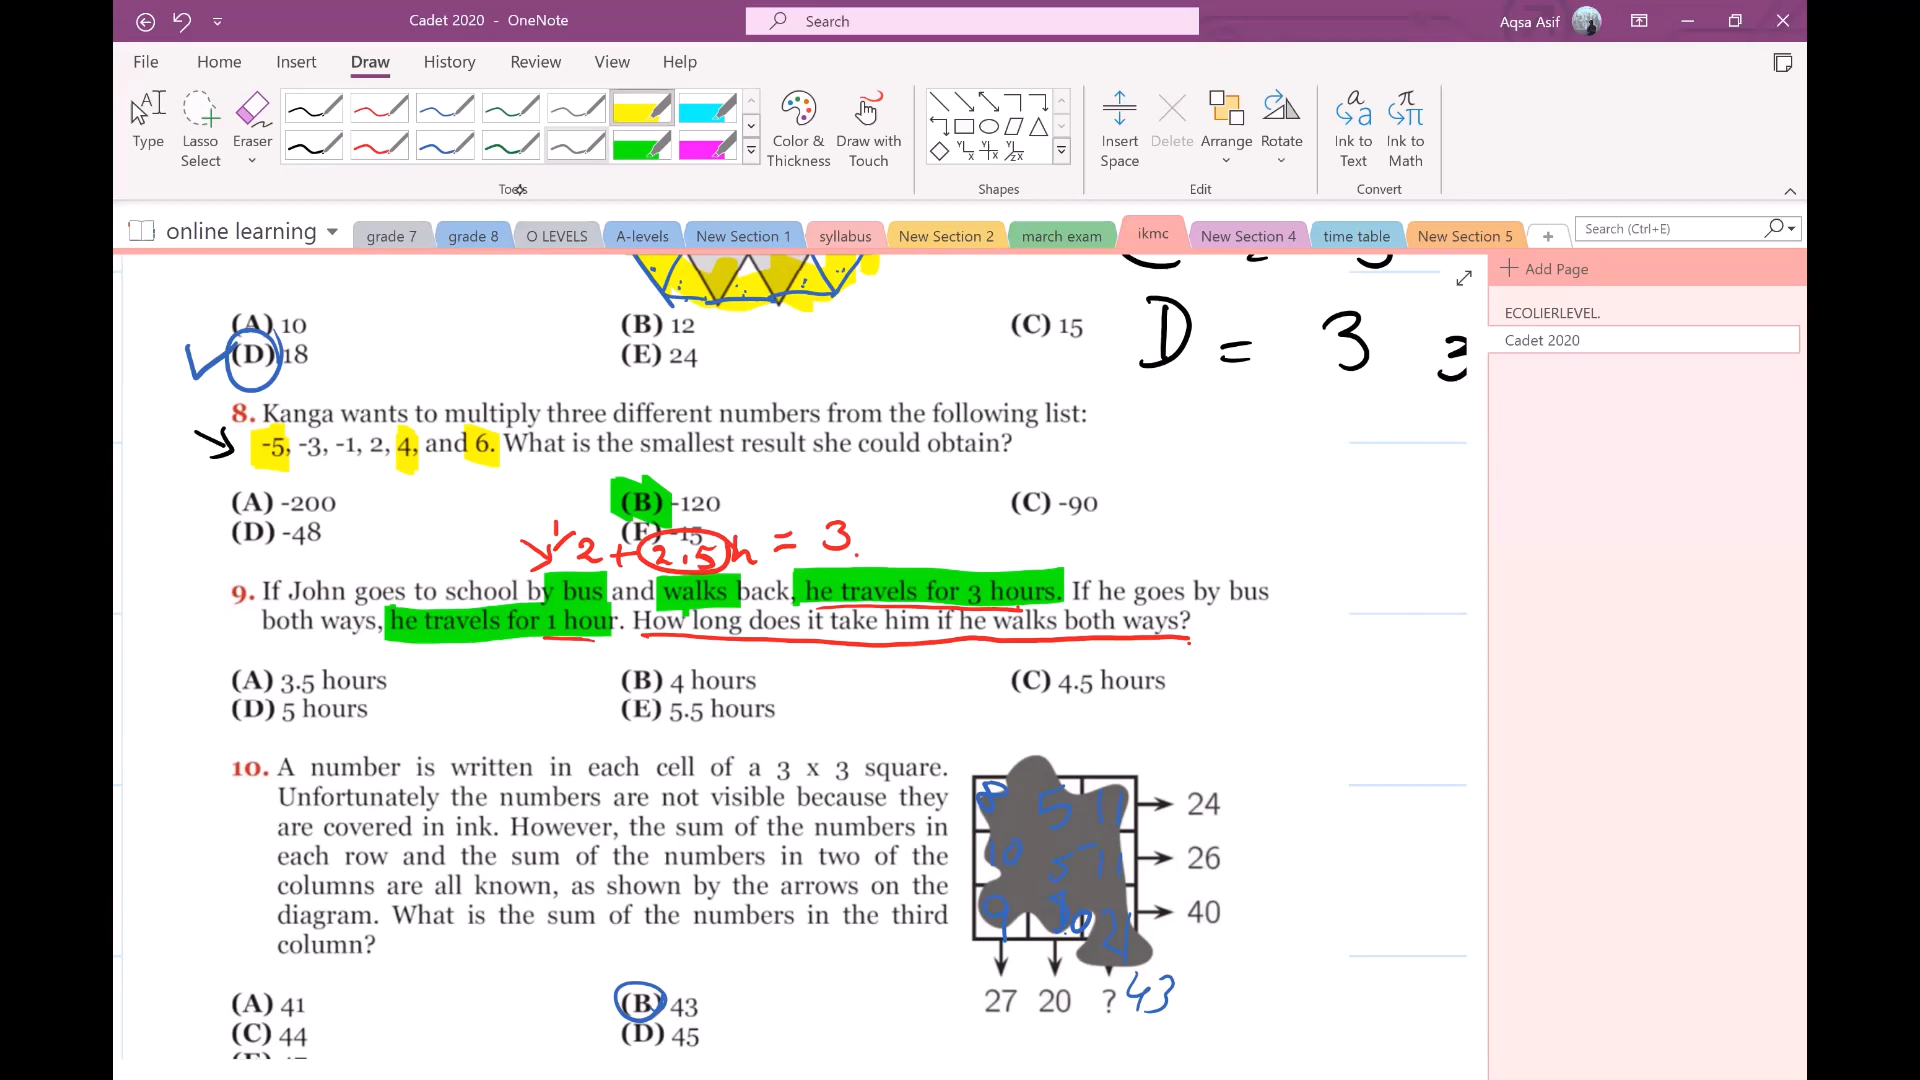 Cadet 2020 - OneNote
Search
Aqsa Asif
File Home Insert Draw History Review View Help
Type
Lasso Select
Eraser
Color & Thickness
Draw with Touch
Insert Space
Delete
Arrange
Rotate
Ink to Text
Ink to Math
Tools
Shapes
Edit
Convert
online learning
grade 7
grade 8
O LEVELS
A-levels
New Section 1
syllabus
New Section 2
march exam
ikmc
New Section 4
time table
New Section 5
Search (Ctrl+E)
Add Page
ECOLIERLEVEL.
Cadet 2020
(A) 10 (B) 12 (C) 15
(D) 18 (E) 24
D = 3
8. Kanga wants to multiply three different numbers from the following list:
-5, -3, -1, 2, 4, and 6. What is the smallest result she could obtain?
(A) -200 (B) -120 (C) -90
(D) -48 (E) -15
1/2 + 2.5h = 3.
9. If John goes to school by bus and walks back, he travels for 3 hours. If he goes by bus
both ways, he travels for 1 hour. How long does it take him if he walks both ways?
(A) 3.5 hours (B) 4 hours (C) 4.5 hours
(D) 5 hours (E) 5.5 hours
10. A number is written in each cell of a 3 x 3 square.
Unfortunately the numbers are not visible because they
are covered in ink. However, the sum of the numbers in
each row and the sum of the numbers in two of the
columns are all known, as shown by the arrows on the
diagram. What is the sum of the numbers in the third
column?
8 5 11 24
10 5 11 26
9 10 21 40
27 20 ? 43
(A) 41 (B) 43
(C) 44 (D) 45